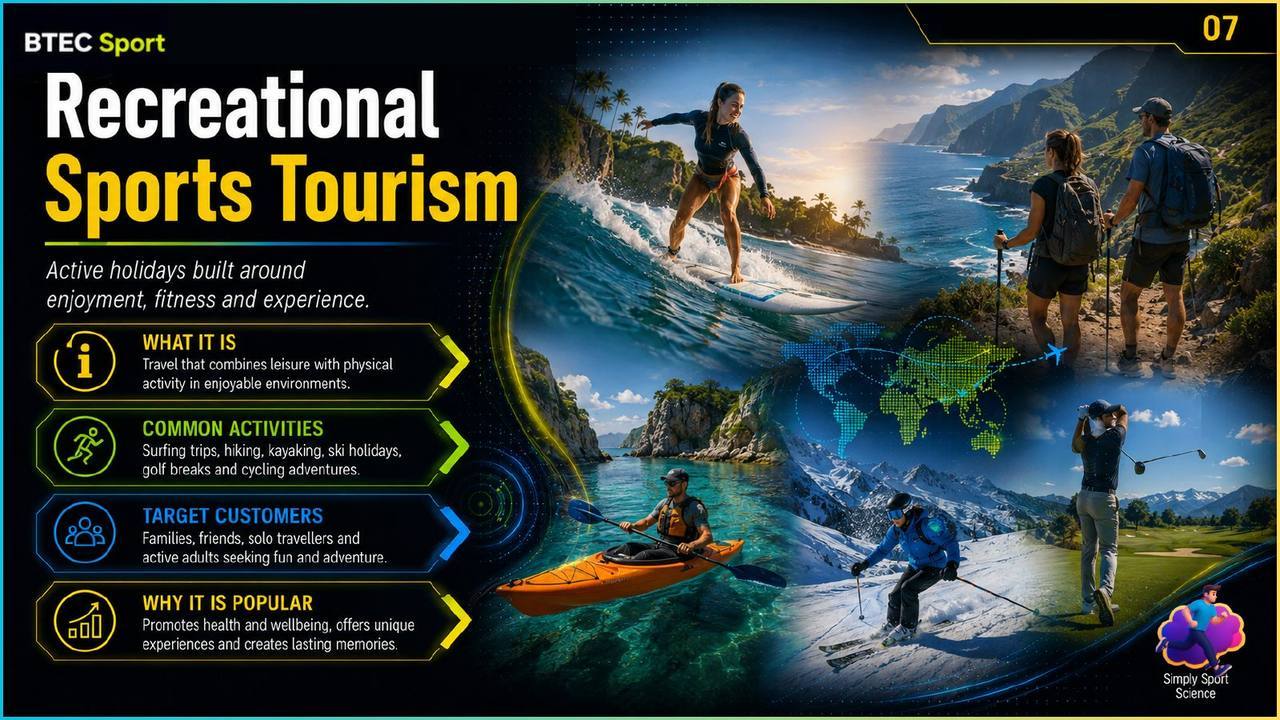 BTEC Sport
07
Recreational
Sports Tourism
Active holidays built around
enjoyment, fitness and experience.
WHAT IT IS
Travel that combines leisure with physical
activity in enjoyable environments.
COMMON ACTIVITIES
Surfing trips, hiking, kayaking, ski holidays,
golf breaks and cycling adventures.
TARGET CUSTOMERS
Families, friends, solo travellers and
active adults seeking fun and adventure.
WHY IT IS POPULAR
Promotes health and wellbeing, offers unique
experiences and creates lasting memories.
Simply Sport
Science